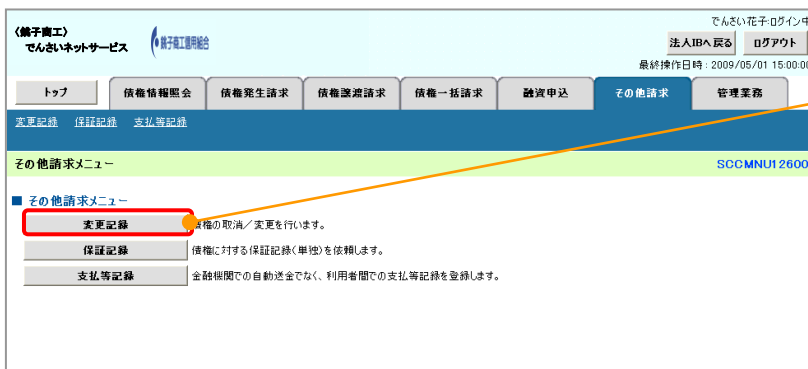 〈銚子商工〉
でんさいネットサービス
銚子商工信用組合
でんさい花子:ログイン中
法人IBへ戻る ログアウト
最終操作日時:2009/05/01 15:00:00
トップ 債権情報照会 債権発生請求 債権譲渡請求 債権一括請求 融資申込 その他請求 管理業務
変更記録 保証記録 支払等記録
その他請求メニュー SCCMNU12600
■ その他請求メニュー
変更記録 債権の取消/変更を行います。
保証記録 債権に対する保証記録(単独)を依頼します。
支払等記録 金融機関での自動送金でなく、利用者間での支払等記録を登録します。